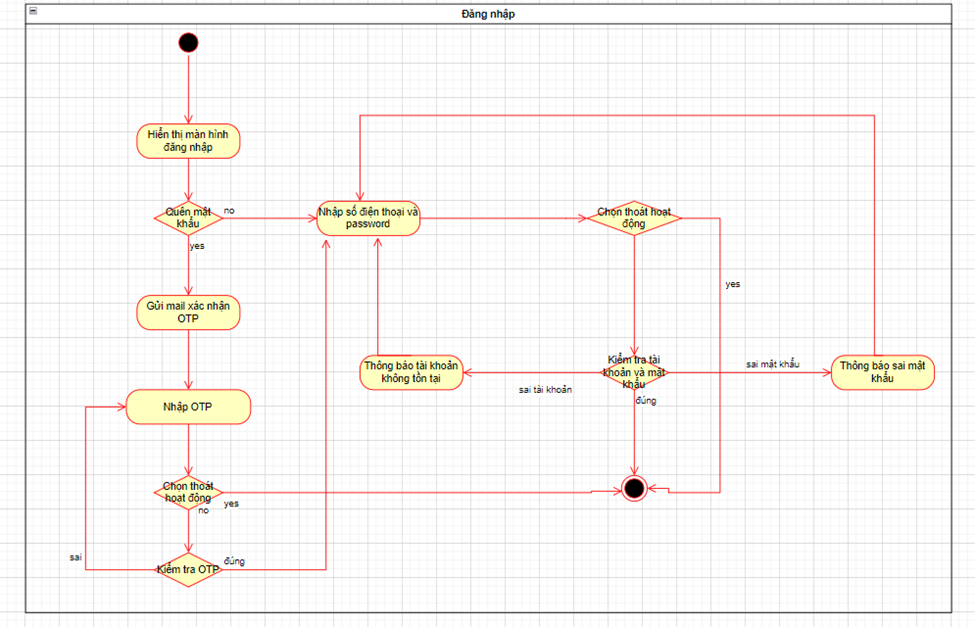 Đăng nhập
Hiển thị màn hình
đăng nhập
Quên mật
khẩu
no
yes
Nhập số điện thoại và
password
Chọn thoát hoạt
động
yes
Gửi mail xác nhận
OTP
Thông báo tài khoản
không tồn tại
sai tài khoản
Kiểm tra tài
khoản và mật
khẩu
đúng
sai mật khẩu
Thông báo sai mật
khẩu
Nhập OTP
Chọn thoát
hoạt động
yes
no
sai
Kiểm tra OTP
đúng